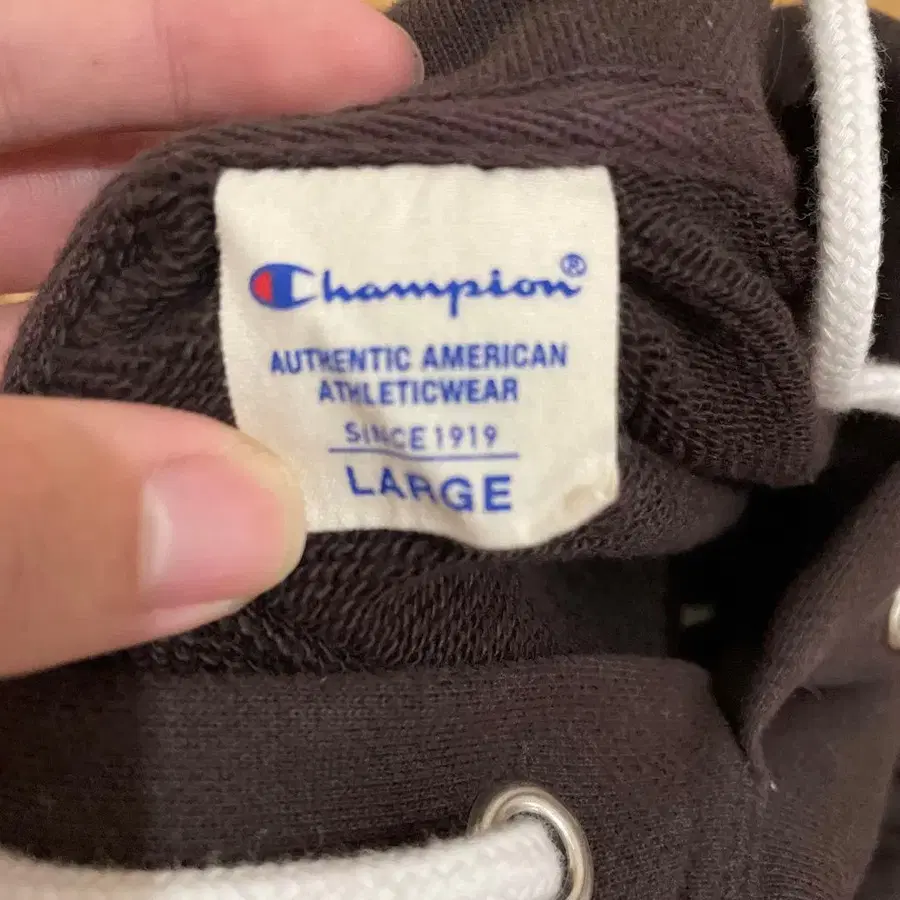 Champion®
AUTHENTIC AMERICAN
ATHLETICWEAR
SINCE 1919
LARGE